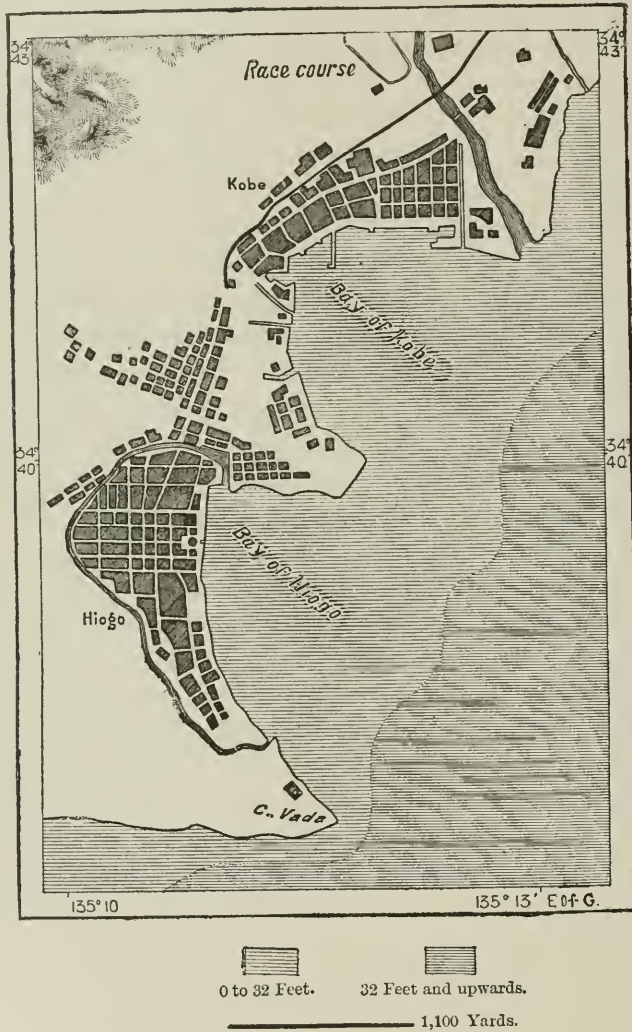 34°
43'
34°
43'
Race course
Kobe
Bay of Kobe
34°
40'
34°
40'
Bay of Hiogo
Hiogo
C. Vada
135° 10
135° 13' E. of G.
0 to 32 Feet.
32 Feet and upwards.
1,100 Yards.